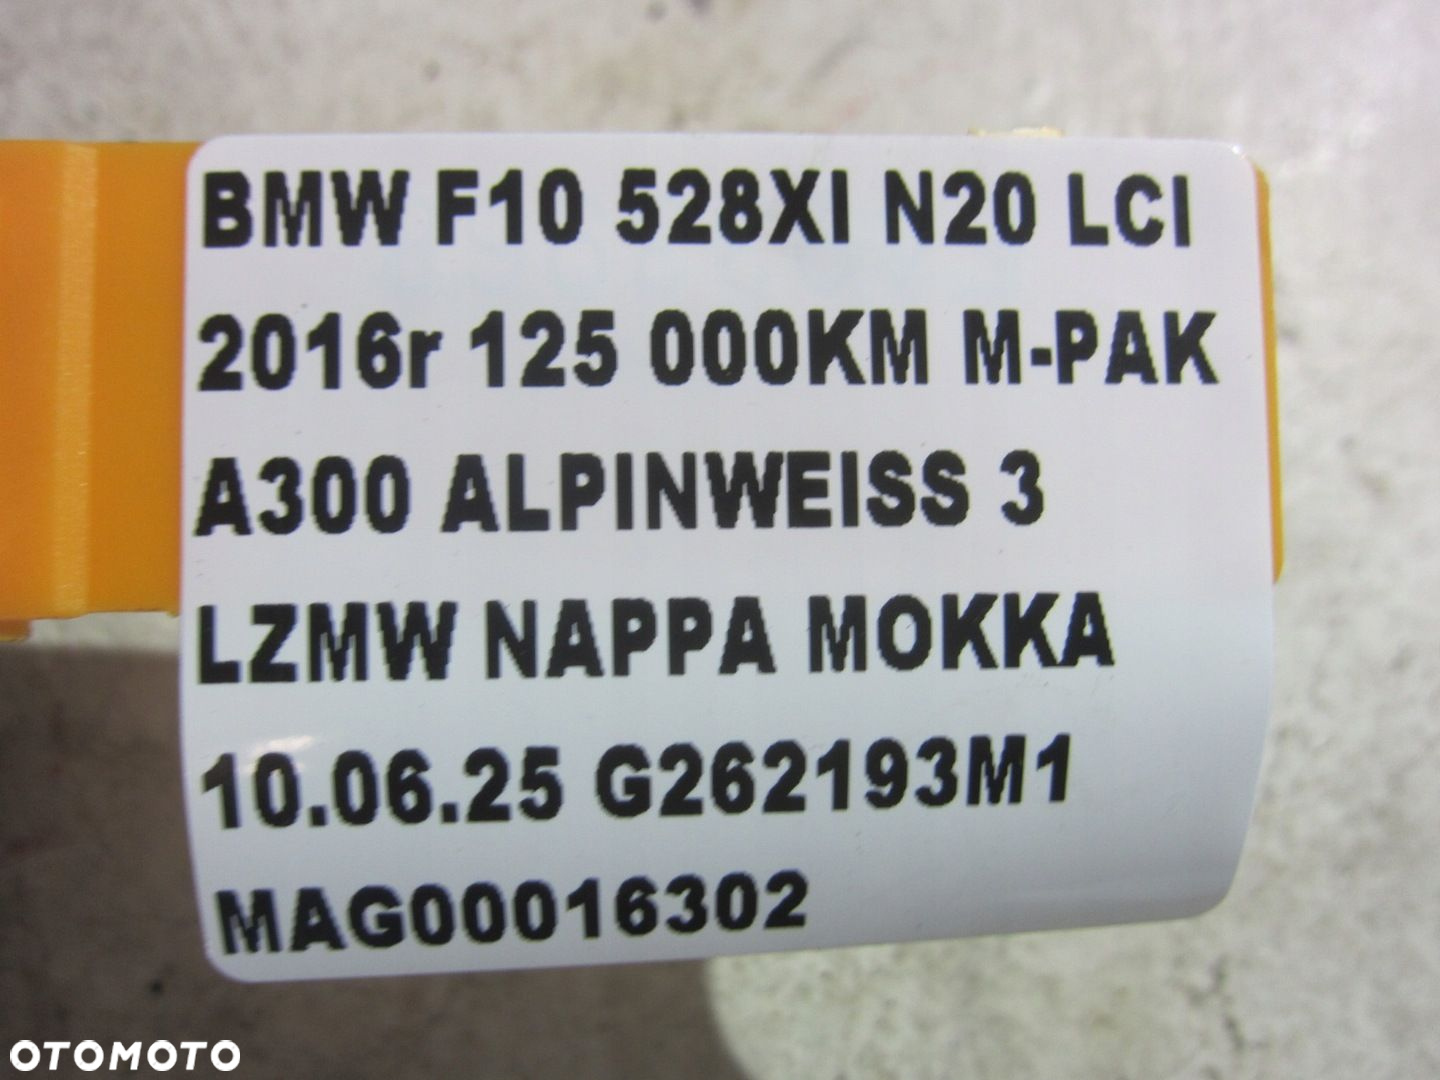 BMW F10 528XI N20 LCI
2016r 125 000KM M-PAK
A300 ALPINWEISS 3
LZMW NAPPA MOKKA
10.06.25 G262193M1
MAG00016302
OTOMOTO